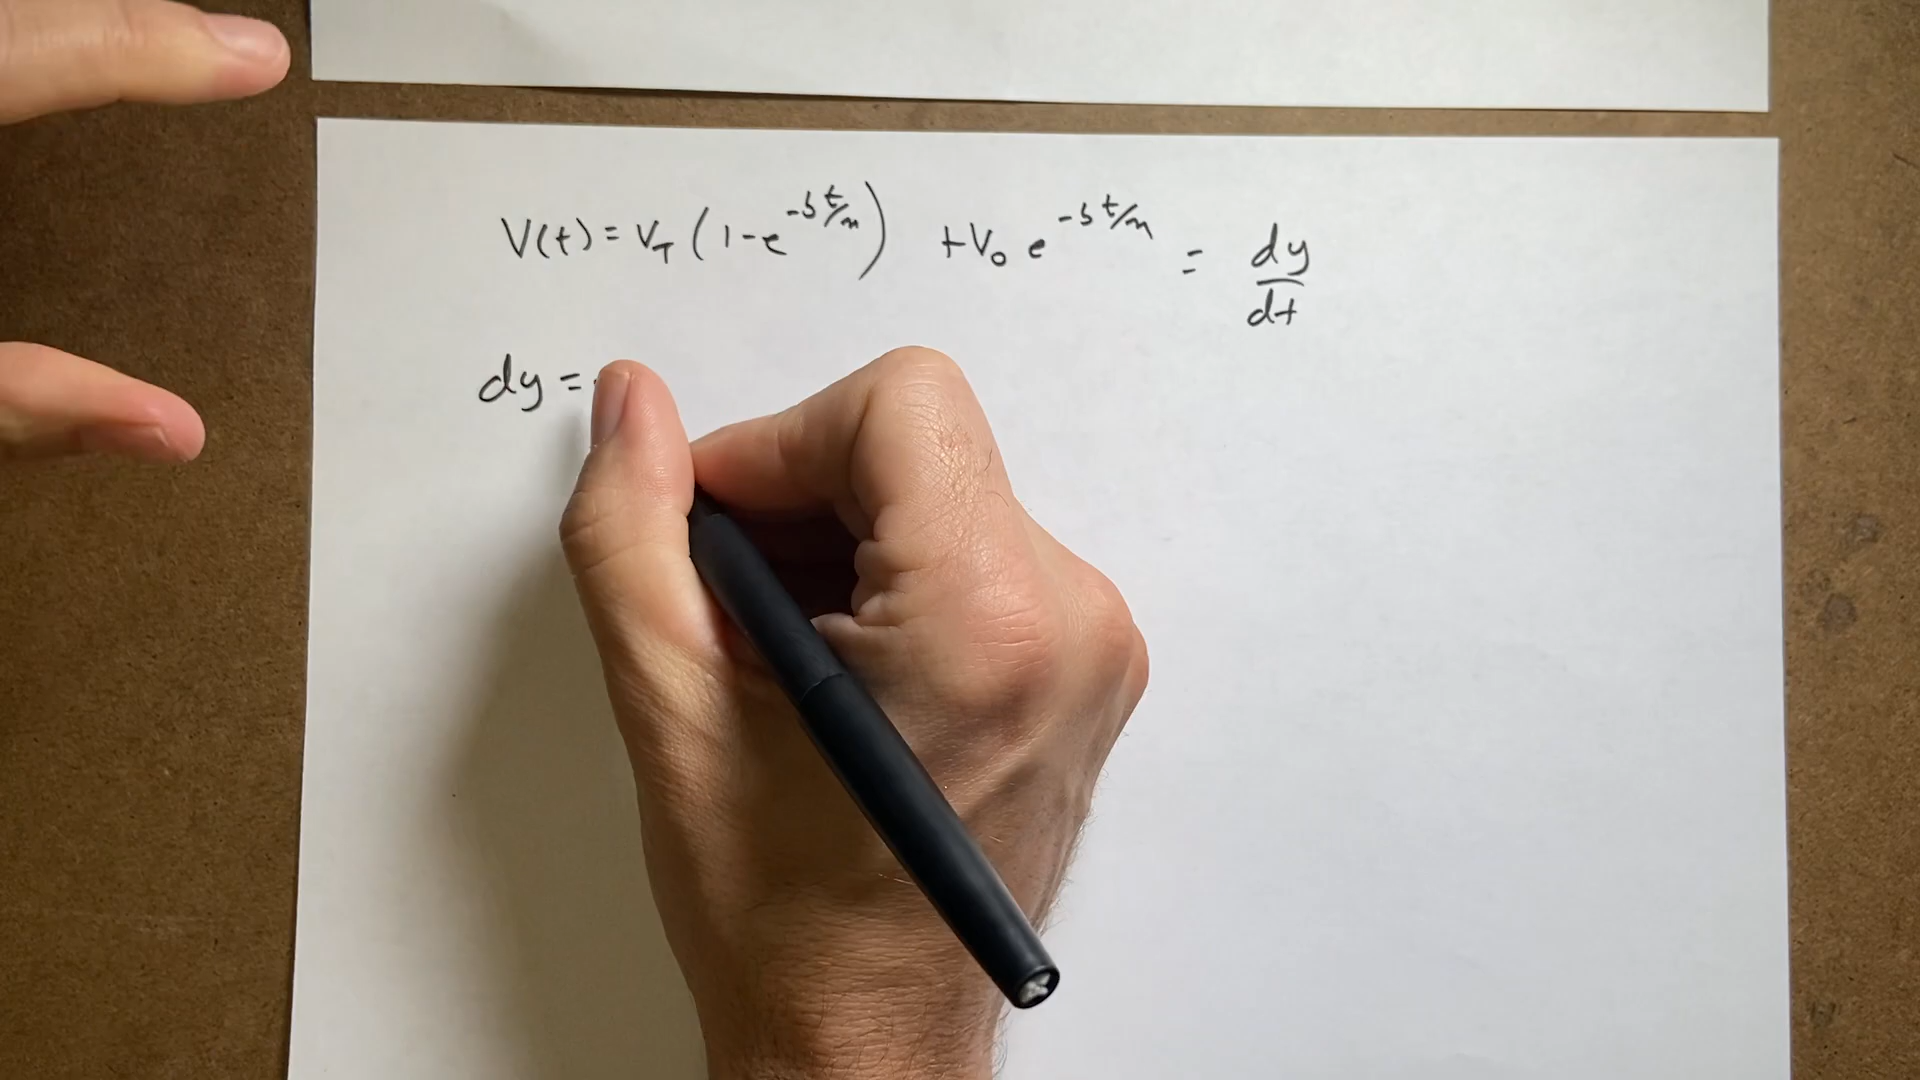 V(t) = V_T (1 - e^{-bt/m}) + V_0 e^{-bt/m} = dy/dt
dy =